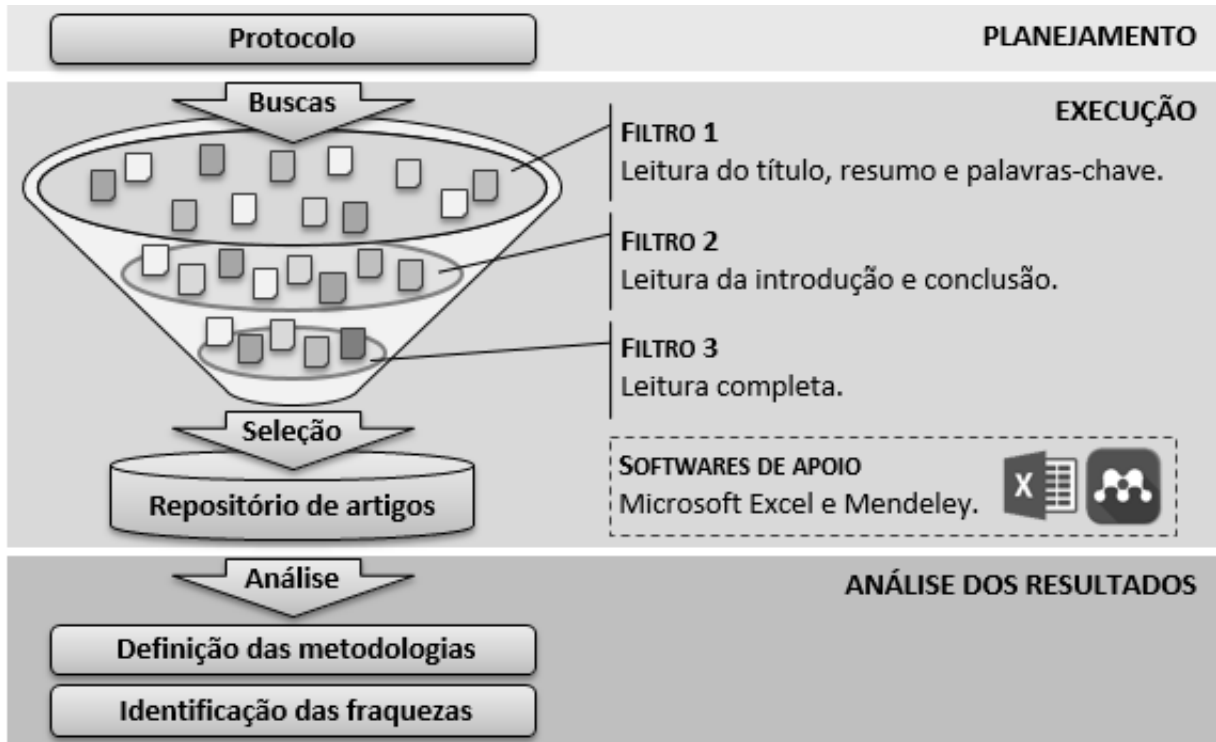 Protocolo
PLANEJAMENTO
Buscas
EXECUÇÃO
FILTRO 1
Leitura do título, resumo e palavras-chave.
FILTRO 2
Leitura da introdução e conclusão.
FILTRO 3
Leitura completa.
Seleção
Repositório de artigos
SOFTWARES DE APOIO
Microsoft Excel e Mendeley.
X
Análise
ANÁLISE DOS RESULTADOS
Definição das metodologias
Identificação das fraquezas